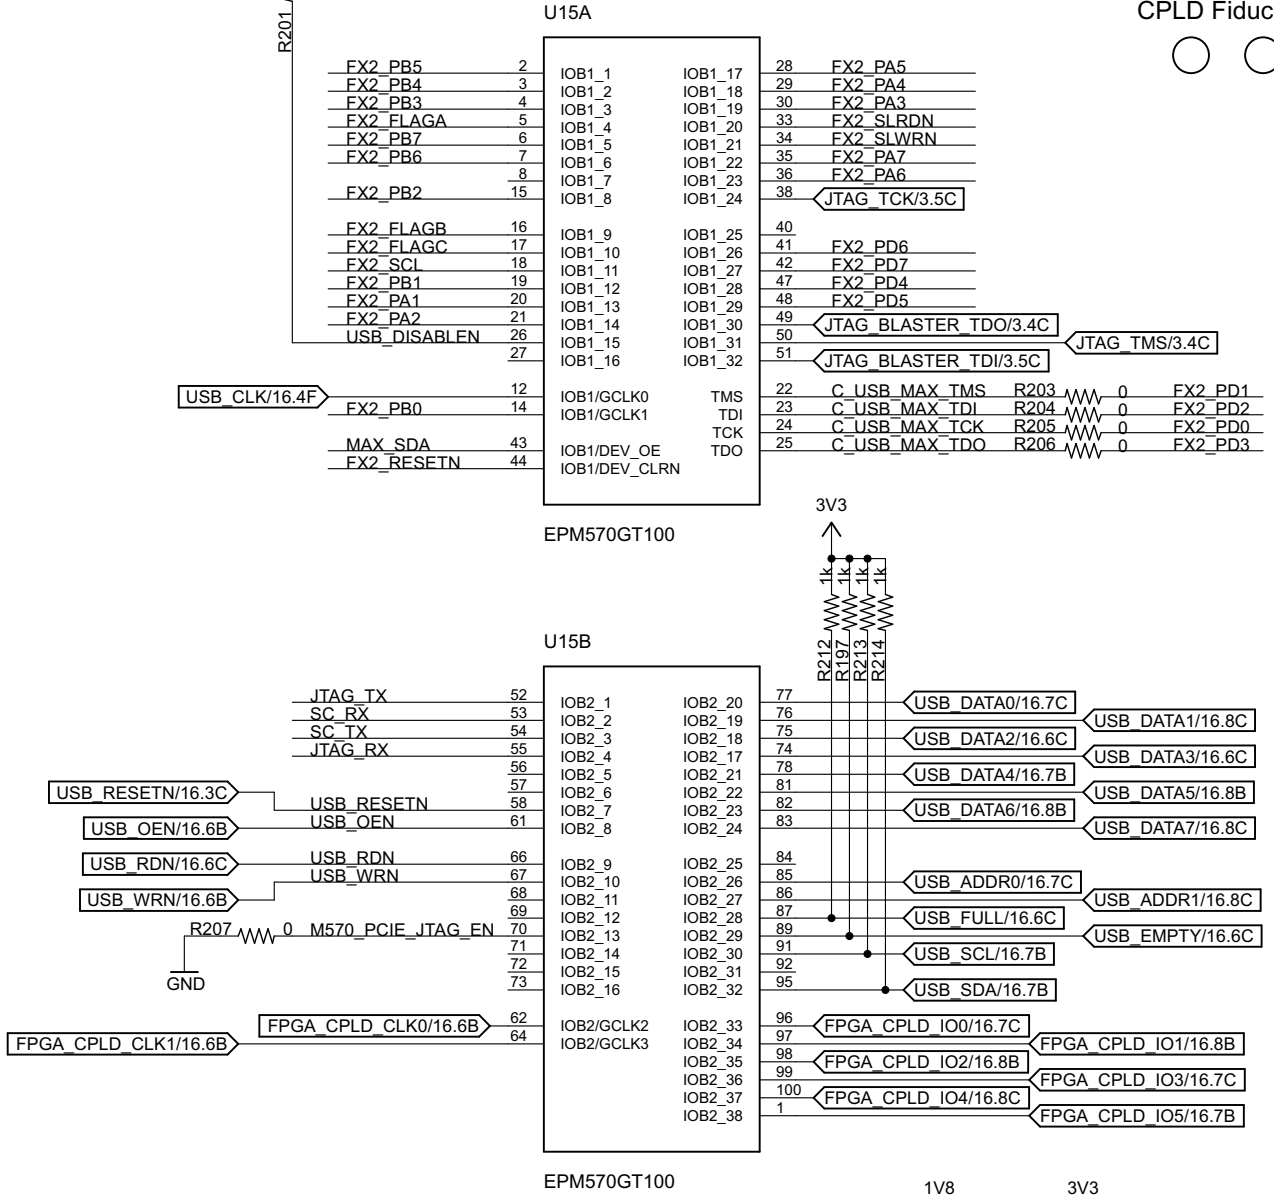 U15A
CPLD Fiduc
R201
FX2_PB5 2 IOB1_1 IOB1_17 28 FX2_PA5
FX2_PB4 3 IOB1_2 IOB1_18 29 FX2_PA4
FX2_PB3 4 IOB1_3 IOB1_19 30 FX2_PA3
FX2_FLAGA 5 IOB1_4 IOB1_20 33 FX2_SLRDN
FX2_PB7 6 IOB1_5 IOB1_21 34 FX2_SLWRN
FX2_PB6 7 IOB1_6 IOB1_22 35 FX2_PA7
8 IOB1_7 IOB1_23 36 FX2_PA6
FX2_PB2 15 IOB1_8 IOB1_24 38 JTAG_TCK/3.5C
FX2_FLAGB 16 IOB1_9 IOB1_25 40
FX2_FLAGC 17 IOB1_10 IOB1_26 41 FX2_PD6
FX2_SCL 18 IOB1_11 IOB1_27 42 FX2_PD7
FX2_PB1 19 IOB1_12 IOB1_28 47 FX2_PD4
FX2_PA1 20 IOB1_13 IOB1_29 48 FX2_PD5
FX2_PA2 21 IOB1_14 IOB1_30 49 JTAG_BLASTER_TDO/3.4C
USB_DISABLEN 26 IOB1_15 IOB1_31 50 JTAG_TMS/3.4C
27 IOB1_16 IOB1_32 51 JTAG_BLASTER_TDI/3.5C
USB_CLK/16.4F 12 IOB1/GCLK0 TMS 22 C_USB_MAX_TMS R203 0 FX2_PD1
FX2_PB0 14 IOB1/GCLK1 TDI 23 C_USB_MAX_TDI R204 0 FX2_PD2
TCK 24 C_USB_MAX_TCK R205 0 FX2_PD0
MAX_SDA 43 IOB1/DEV_OE TDO 25 C_USB_MAX_TDO R206 0 FX2_PD3
FX2_RESETN 44 IOB1/DEV_CLRN
EPM570GT100
3V3
1k 1k 1k 1k
R212 R197 R213 R214
U15B
JTAG_TX 52 IOB2_1 IOB2_20 77 USB_DATA0/16.7C
SC_RX 53 IOB2_2 IOB2_19 76 USB_DATA1/16.8C
SC_TX 54 IOB2_3 IOB2_18 75 USB_DATA2/16.6C
JTAG_RX 55 IOB2_4 IOB2_17 74 USB_DATA3/16.6C
56 IOB2_5 IOB2_21 78 USB_DATA4/16.7B
USB_RESETN/16.3C 57 IOB2_6 IOB2_22 81 USB_DATA5/16.8B
USB_RESETN 58 IOB2_7 IOB2_23 82 USB_DATA6/16.8B
USB_OEN/16.6B USB_OEN 61 IOB2_8 IOB2_24 83 USB_DATA7/16.8C
USB_RDN/16.6C USB_RDN 66 IOB2_9 IOB2_25 84
USB_WRN 67 IOB2_10 IOB2_26 85 USB_ADDR0/16.7C
USB_WRN/16.6B 68 IOB2_11 IOB2_27 86 USB_ADDR1/16.8C
69 IOB2_12 IOB2_28 87 USB_FULL/16.6C
R207 0 M570_PCIE_JTAG_EN 70 IOB2_13 IOB2_29 89 USB_EMPTY/16.6C
71 IOB2_14 IOB2_30 91 USB_SCL/16.7B
72 IOB2_15 IOB2_31 92
GND 73 IOB2_16 IOB2_32 95 USB_SDA/16.7B
FPGA_CPLD_CLK0/16.6B 62 IOB2/GCLK2 IOB2_33 96 FPGA_CPLD_IO0/16.7C
FPGA_CPLD_CLK1/16.6B 64 IOB2/GCLK3 IOB2_34 97 FPGA_CPLD_IO1/16.8B
IOB2_35 98 FPGA_CPLD_IO2/16.8B
IOB2_36 99 FPGA_CPLD_IO3/16.7C
IOB2_37 100 FPGA_CPLD_IO4/16.8C
IOB2_38 1 FPGA_CPLD_IO5/16.7B
EPM570GT100
1V8 3V3